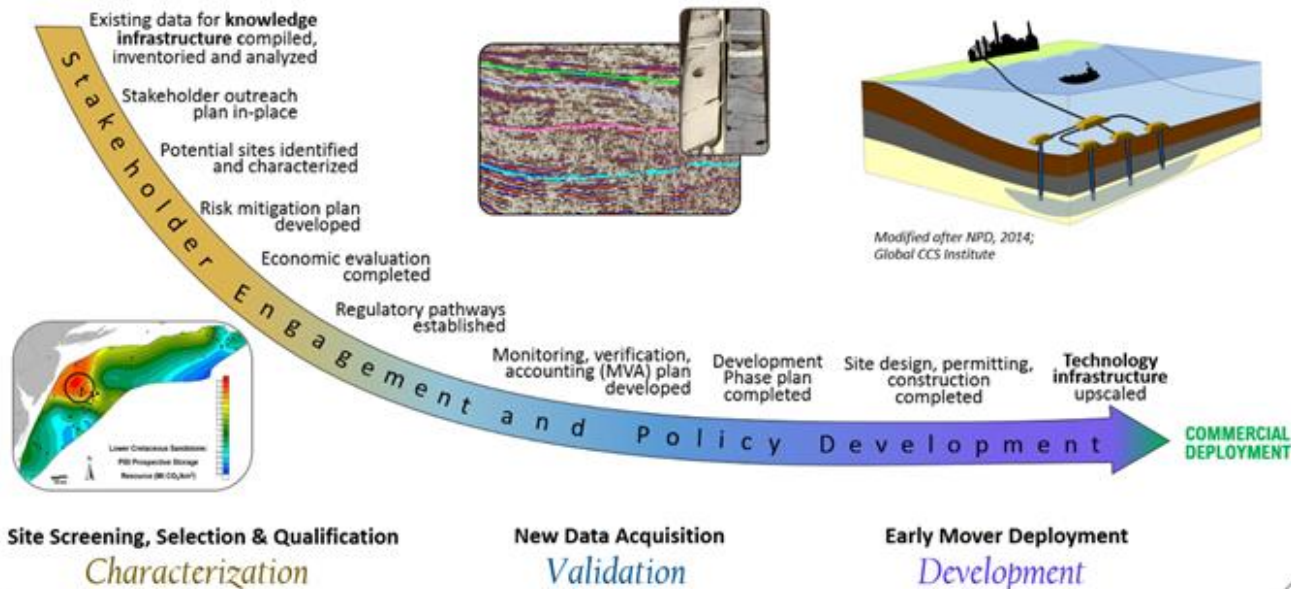 Existing data for knowledge
infrastructure compiled,
inventoried and analyzed
Stakeholder outreach
plan in-place
Potential sites identified
and characterized
Risk mitigation plan
developed
Economic evaluation
completed
Regulatory pathways
established
Monitoring, verification,
accounting (MVA) plan
developed
Development
Phase plan
completed
Site design, permitting,
construction
completed
Technology
infrastructure
upscaled
Stakeholder Engagement and Policy Development
COMMERCIAL
DEPLOYMENT
Modified after NPD, 2014;
Global CCS Institute
Lower Cretaceous Sandstone:
P50 Prospective Storage
Resource (Mt CO₂/km²)
N
Site Screening, Selection & Qualification
Characterization
New Data Acquisition
Validation
Early Mover Deployment
Development